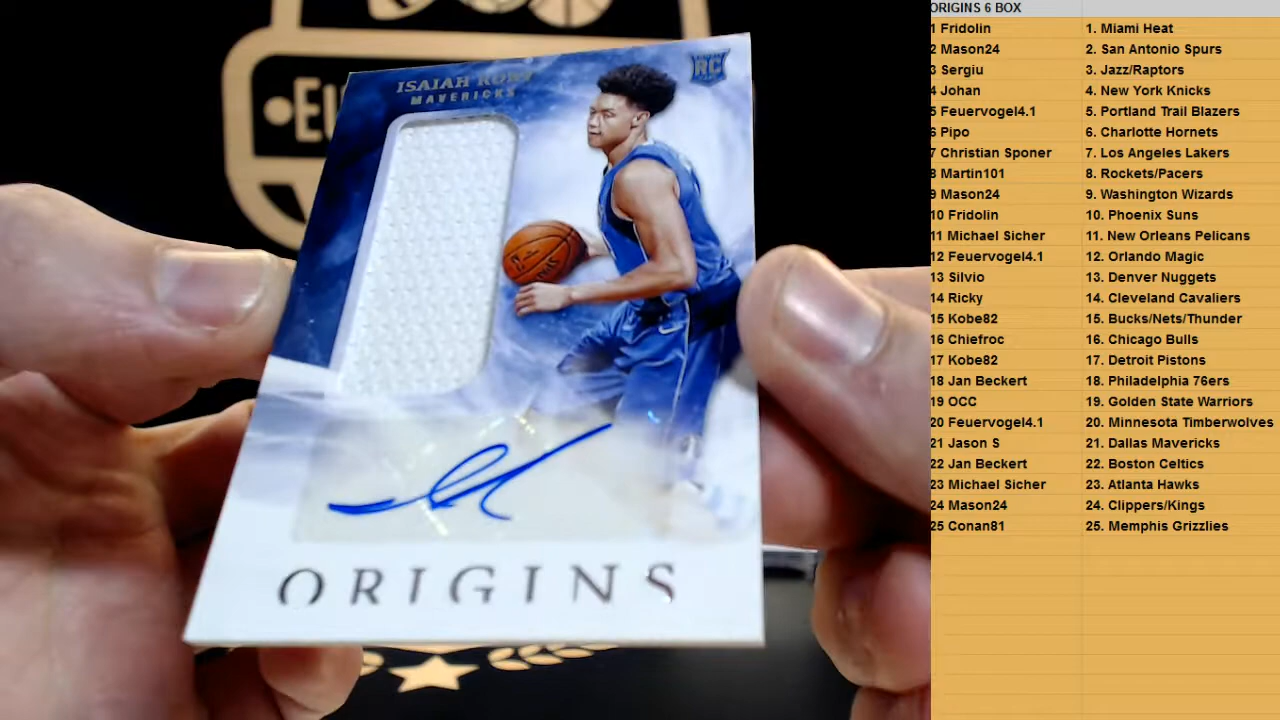 ORIGINS 6 BOX
1 Fridolin 1. Miami Heat
2 Mason24 2. San Antonio Spurs
3 Sergiu 3. Jazz/Raptors
4 Johan 4. New York Knicks
5 Feuervogel4.1 5. Portland Trail Blazers
6 Pipo 6. Charlotte Hornets
7 Christian Sponer 7. Los Angeles Lakers
8 Martin101 8. Rockets/Pacers
9 Mason24 9. Washington Wizards
10 Fridolin 10. Phoenix Suns
11 Michael Sicher 11. New Orleans Pelicans
12 Feuervogel4.1 12. Orlando Magic
13 Silvio 13. Denver Nuggets
14 Ricky 14. Cleveland Cavaliers
15 Kobe82 15. Bucks/Nets/Thunder
16 Chiefroc 16. Chicago Bulls
17 Kobe82 17. Detroit Pistons
18 Jan Beckert 18. Philadelphia 76ers
19 OCC 19. Golden State Warriors
20 Feuervogel4.1 20. Minnesota Timberwolves
21 Jason S 21. Dallas Mavericks
22 Jan Beckert 22. Boston Celtics
23 Michael Sicher 23. Atlanta Hawks
24 Mason24 24. Clippers/Kings
25 Conan81 25. Memphis Grizzlies
ISAIAH ROBY
MAVERICKS
RC
ORIGINS